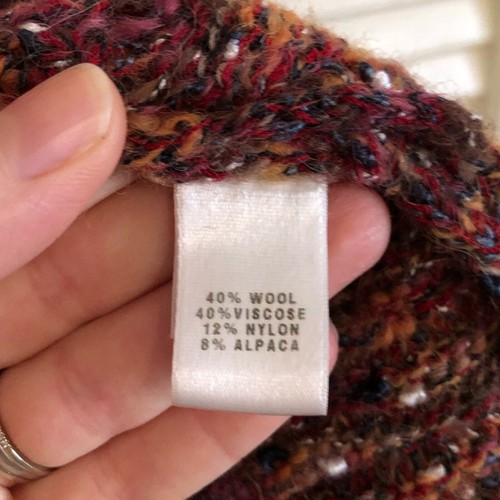 40% WOOL
40%VISCOSE
12% NYLON
8% ALPACA